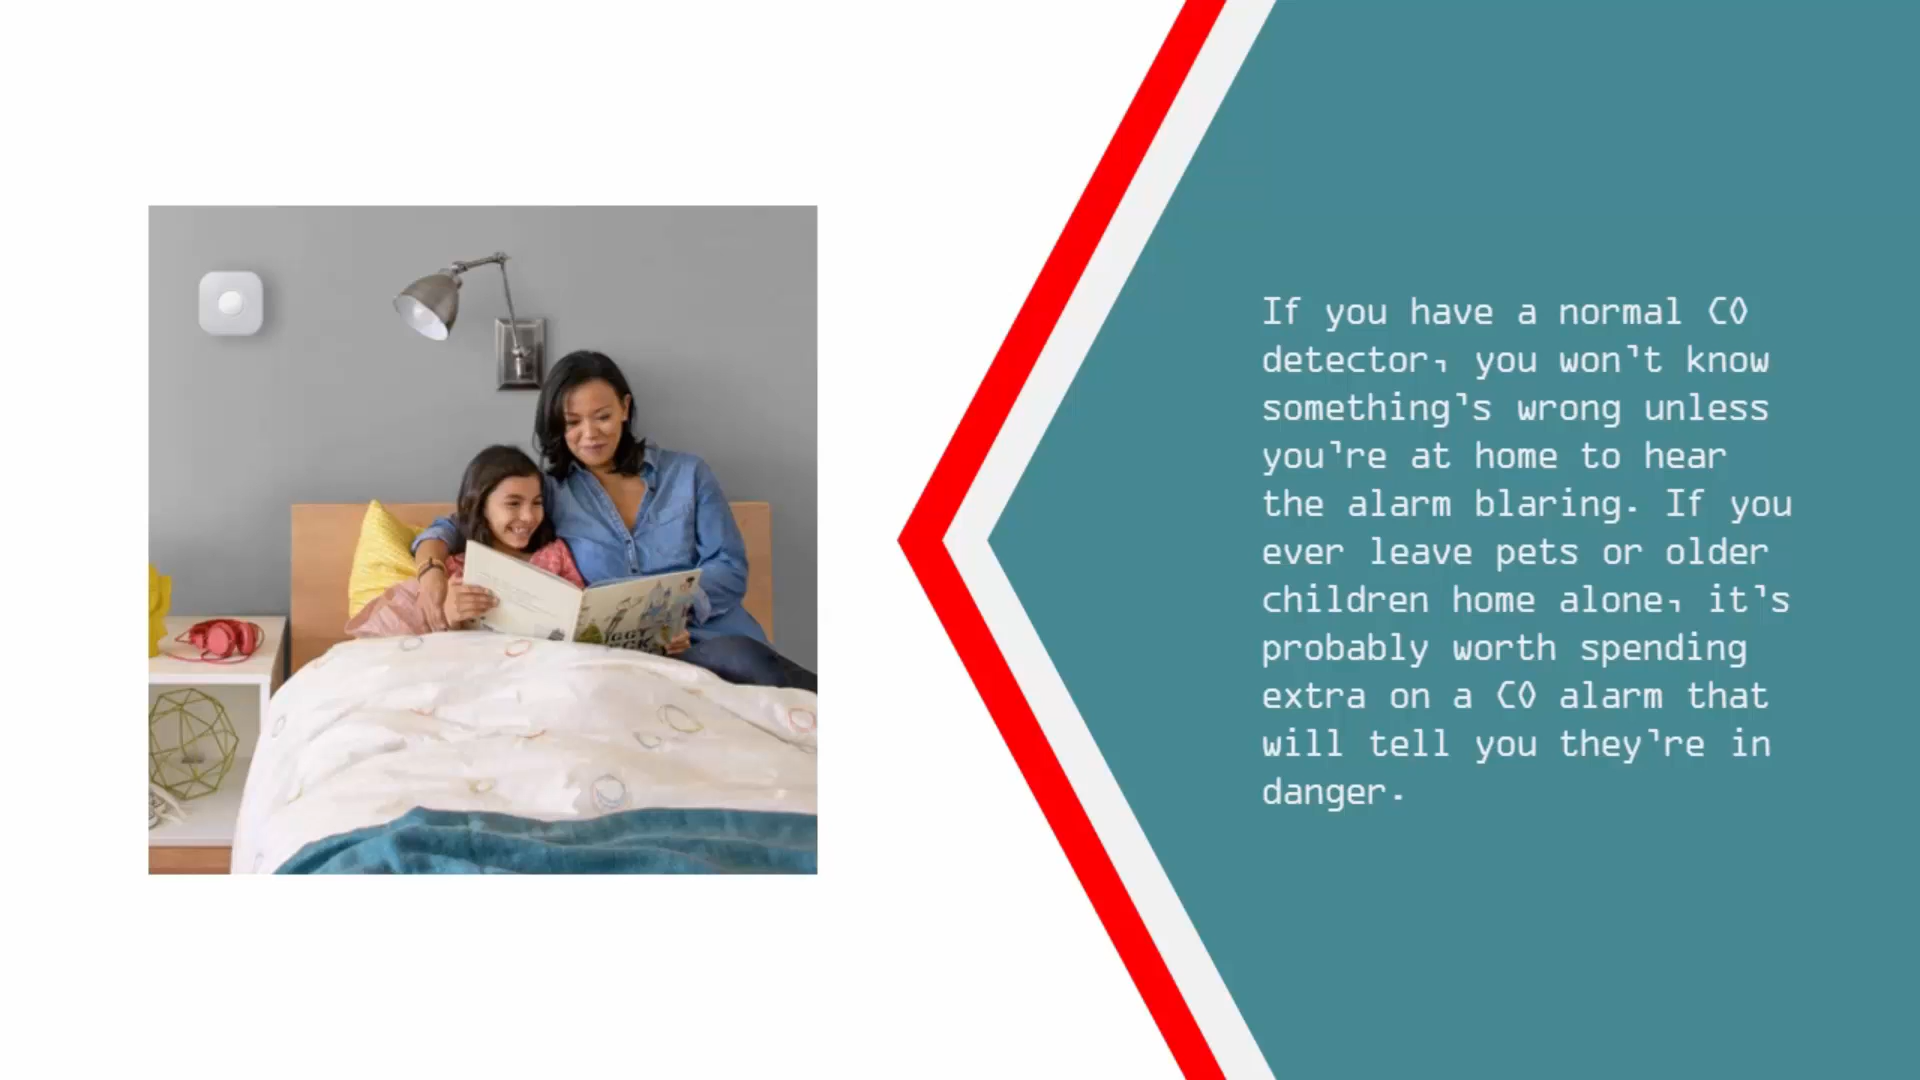 If you have a normal CO
detector, you won't know
something's wrong unless
you're at home to hear
the alarm blaring. If you
ever leave pets or older
children home alone, it's
probably worth spending
extra on a CO alarm that
will tell you they're in
danger.